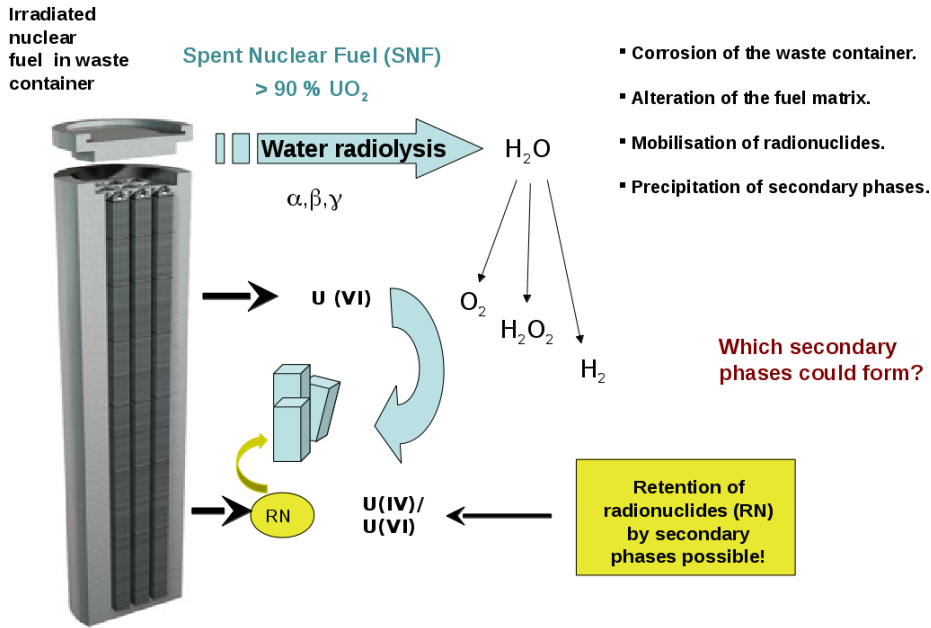 Irradiated
nuclear
fuel in waste
container
Spent Nuclear Fuel (SNF)
> 90 % UO₂
▪ Corrosion of the waste container.
▪ Alteration of the fuel matrix.
▪ Mobilisation of radionuclides.
▪ Precipitation of secondary phases.
Water radiolysis
H₂O
α,β,γ
U (VI)
O₂
H₂O₂
H₂
Which secondary
phases could form?
RN
U(IV)/
U(VI)
Retention of
radionuclides (RN)
by secondary
phases possible!